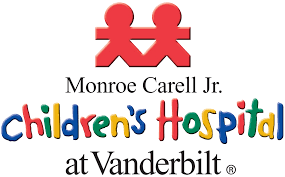 Monroe Carell Jr.
children's Hospital
at Vanderbilt ®